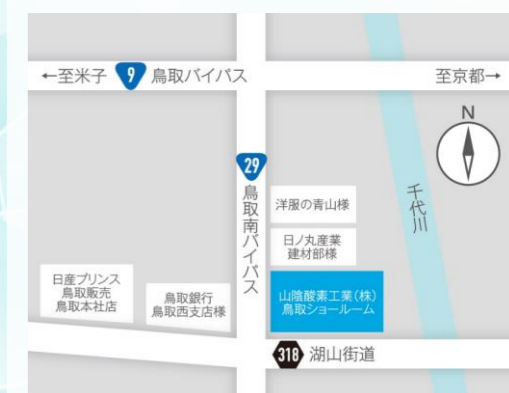 ←至米子 9 鳥取バイパス 至京都→
N
29
鳥取南バイパス
千代川
洋服の青山様
日ノ丸産業
建材部様
日産プリンス
鳥取販売
鳥取本社店
鳥取銀行
鳥取西支店様
山陰酸素工業(株)
鳥取ショールーム
318 湖山街道